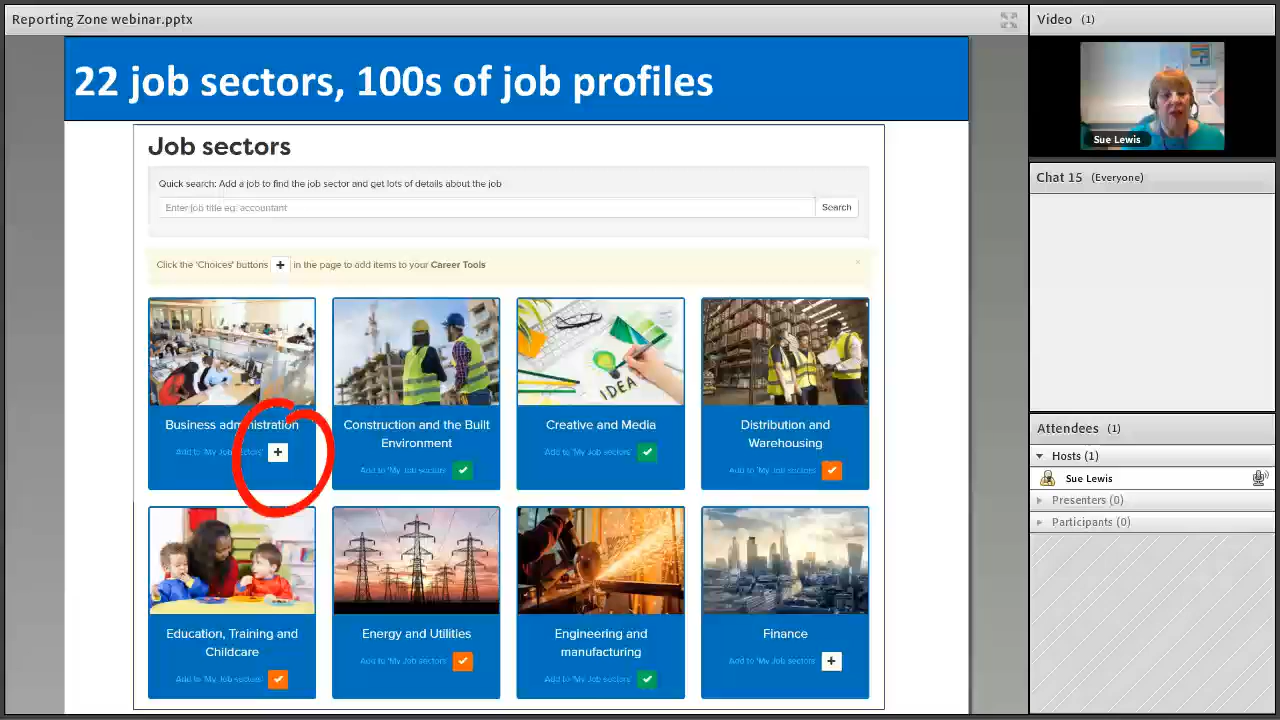 Reporting Zone webinar.pptx
22 job sectors, 100s of job profiles
Job sectors
Quick search: Add a job to find the job sector and get lots of details about the job
Enter job title eg: accountant
Search
Click the 'Choices' buttons + in the page to add items to your Career Tools
×
IDEA
Business administration
Add to 'My Job sectors' +
Construction and the Built
Environment
Add to 'My Job sectors'
Creative and Media
Add to 'My Job sectors'
Distribution and
Warehousing
Add to 'My Job sectors'
Education, Training and
Childcare
Add to 'My Job sectors'
Energy and Utilities
Add to 'My Job sectors'
Engineering and
manufacturing
Add to 'My Job sectors'
Finance
Add to 'My Job sectors' +
Video (1)
Sue Lewis
Chat 15 (Everyone)
Attendees (1)
Hosts (1)
Sue Lewis
Presenters (0)
Participants (0)